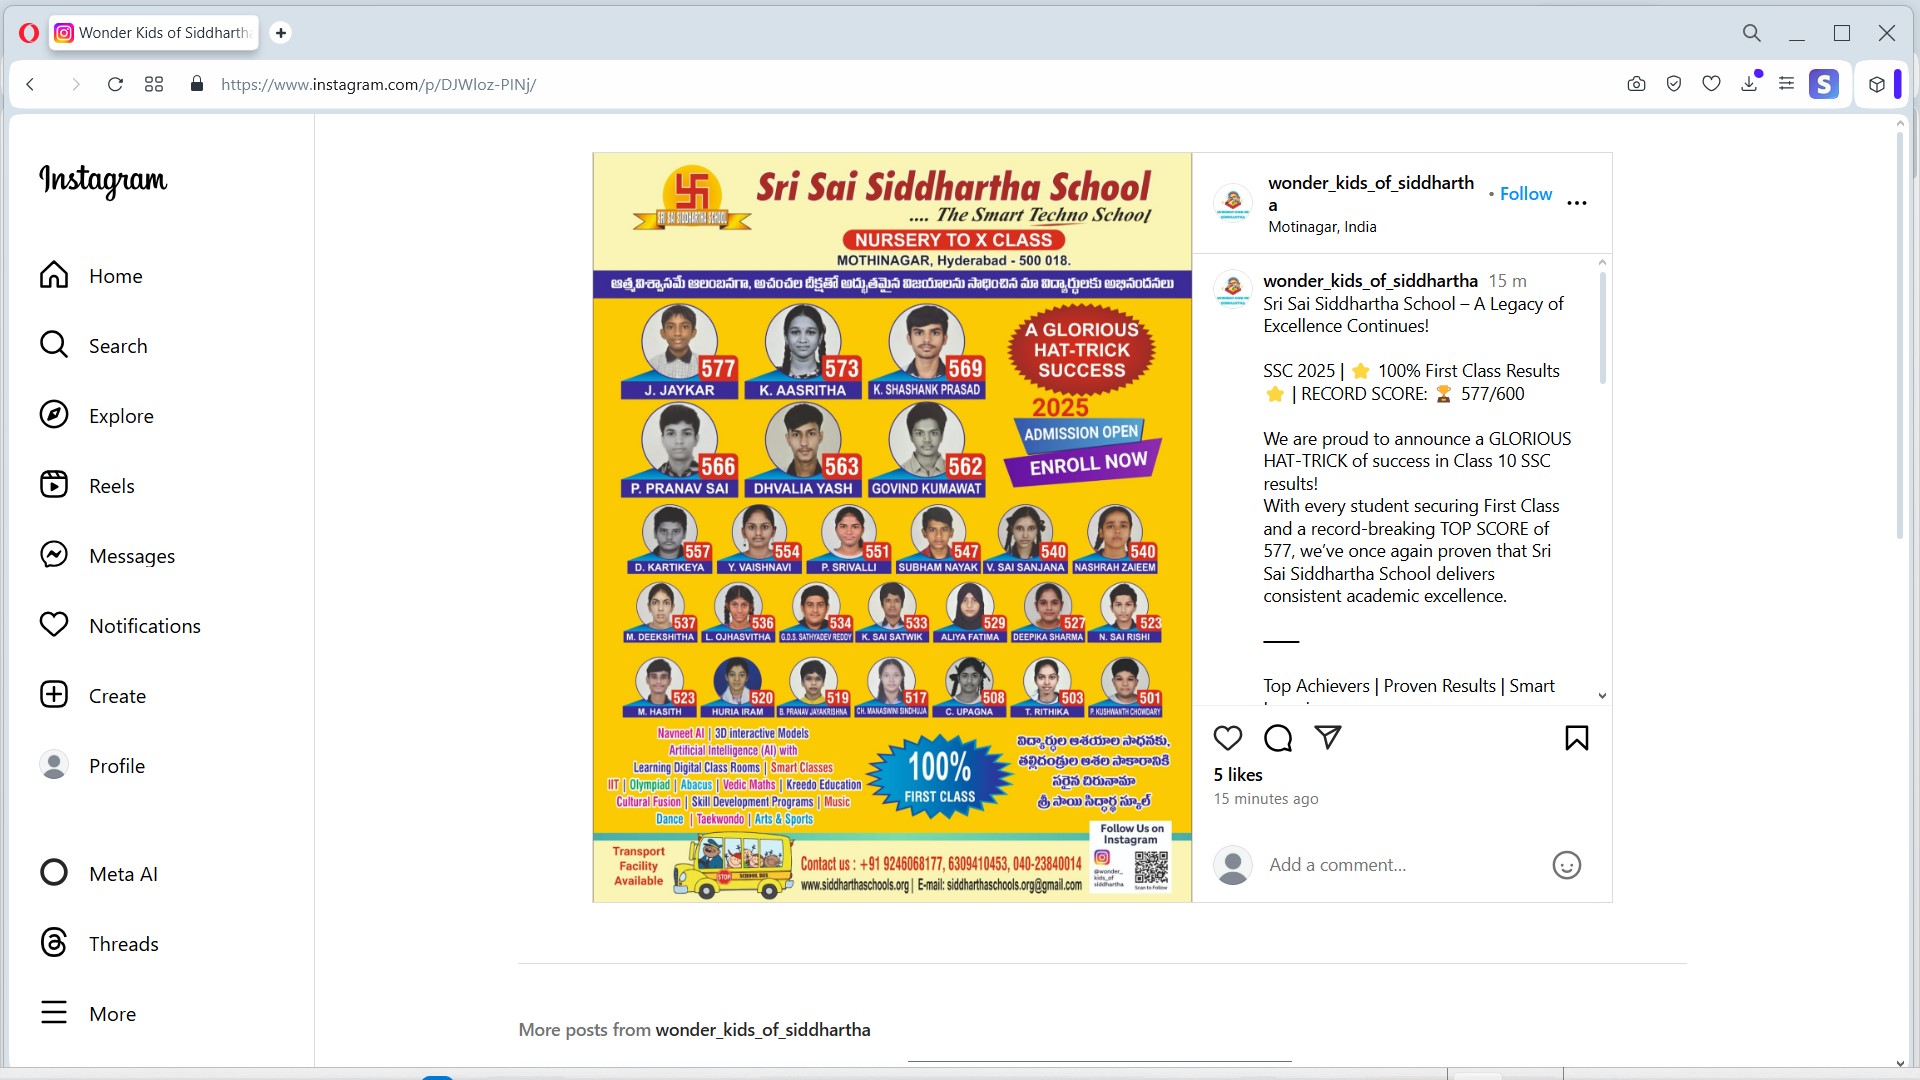 Wonder Kids of Siddharth
https://www.instagram.com/p/DJWloz-PINj/
Instagram
Home
Search
Explore
Reels
Messages
Notifications
Create
Profile
Meta AI
Threads
More
SRI SAI SIDDHARTHA SCHOOL
Sri Sai Siddhartha School
.... The Smart Techno School
NURSERY TO X CLASS
MOTHINAGAR, Hyderabad - 500 018.
ఆత్మవిశ్వాసమే ఆలంబనగా, అచంచల దీక్షతో అద్భుతమైన విజయాలను సాధించిన మా విద్యార్థులకు అభినందనలు
577 573 569
J. JAYKAR K. AASRITHA K. SHASHANK PRASAD
A GLORIOUS
HAT-TRICK
SUCCESS
2025
ADMISSION OPEN
ENROLL NOW
566 563 562
P. PRANAV SAI DHVALIA YASH GOVIND KUMAWAT
557 554 551 547 540 540
D. KARTIKEYA Y. VAISHNAVI P. SRIVALLI SUBHAM NAYAK V. SAI SANJANA NASHRAH ZAIEEM
537 536 534 533 529 527 523
M. DEEKSHITHA L. OJHASVITHA G.D.S. SATHYADEV REDDY K. SAI SATWIK ALIYA FATIMA DEEPIKA SHARMA N. SAI RISHI
523 520 519 517 508 503 501
M. HASITH HURIA IRAM B. PRANAV JAYAKRISHNA CH. MANASWINI SINDHUJA C. UPAGNA T. RITHIKA P. KUSHWANTH CHOWDARY
Navneet AI | 3D interactive Models
Artificial Intelligence (AI) with
Learning Digital Class Rooms | Smart Classes
IIT | Olympiad | Abacus | Vedic Maths | Kreedo Education
Cultural Fusion | Skill Development Programs | Music
Dance | Taekwondo | Arts & Sports
100%
FIRST CLASS
విద్యార్థుల ఆశయాల సాధనకు,
తల్లిదండ్రుల ఆశల సాకారానికి
సరైన చిరునామా
శ్రీ సాయి సిద్ధార్థ స్కూల్
Transport
Facility
Available
STOP
SCHOOL BUS
Contact us : +91 9246068177, 6309410453, 040-23840014
www.siddharthaschools.org | E-mail: siddharthaschools.org@gmail.com
Follow Us on
Instagram
@wonder_
kids_of_
siddhartha
Scan to Follow
wonder_kids_of_siddharth
a
• Follow
Motinagar, India
wonder_kids_of_siddhartha 15 m
Sri Sai Siddhartha School – A Legacy of
Excellence Continues!
SSC 2025 | ⭐ 100% First Class Results
⭐ | RECORD SCORE: 🏆 577/600
We are proud to announce a GLORIOUS
HAT-TRICK of success in Class 10 SSC
results!
With every student securing First Class
and a record-breaking TOP SCORE of
577, we've once again proven that Sri
Sai Siddhartha School delivers
consistent academic excellence.
⸻
Top Achievers | Proven Results | Smart
5 likes
15 minutes ago
Add a comment...
More posts from wonder_kids_of_siddhartha